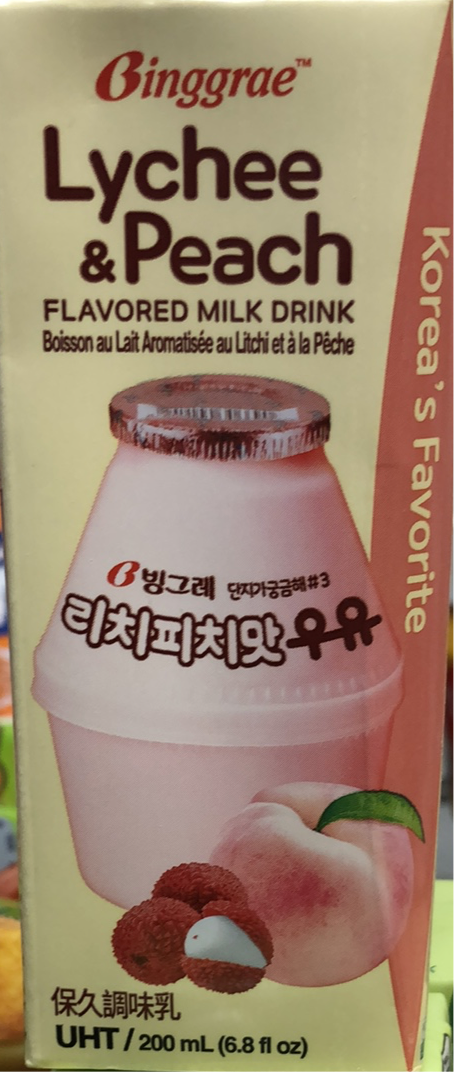 Binggrae™
Lychee
&Peach
FLAVORED MILK DRINK
Boisson au Lait Aromatisée au Litchi et à la Pêche
Korea's Favorite
빙그레 단지가궁금해#3
리치피치맛우유
保久調味乳
UHT / 200 mL (6.8 fl oz)